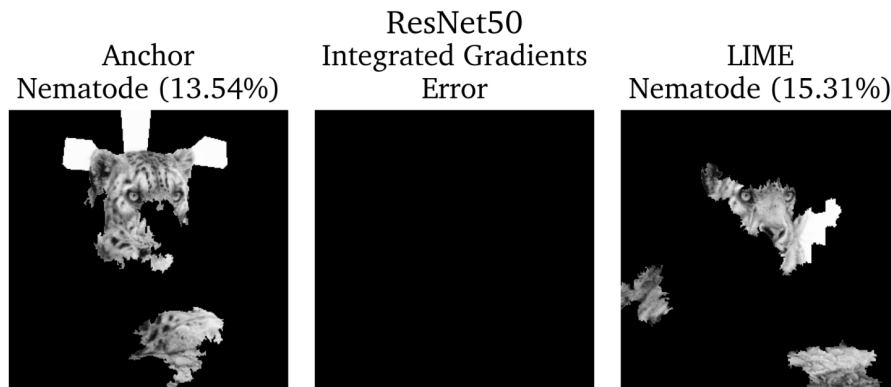 ResNet50
Anchor
Nematode (13.54%)
Integrated Gradients
Error
LIME
Nematode (15.31%)